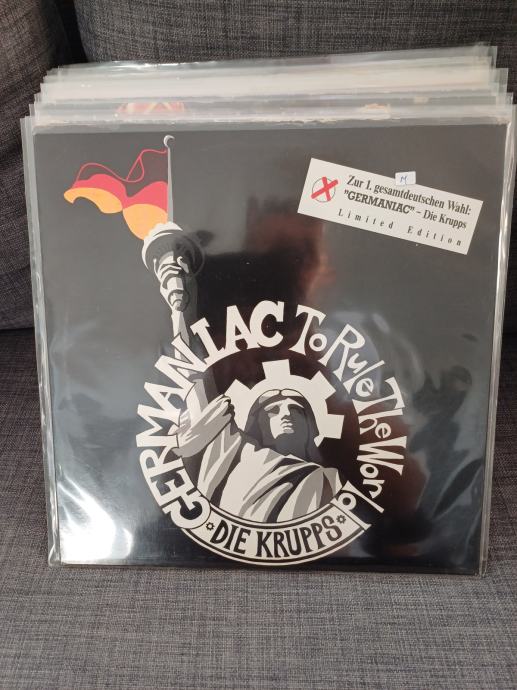 Zur 1. gesamtdeutschen Wahl:
"GERMANIAC" – Die Krupps
Limited Edition
M
GERMANIAC To Rule The World
DIE KRUPPS